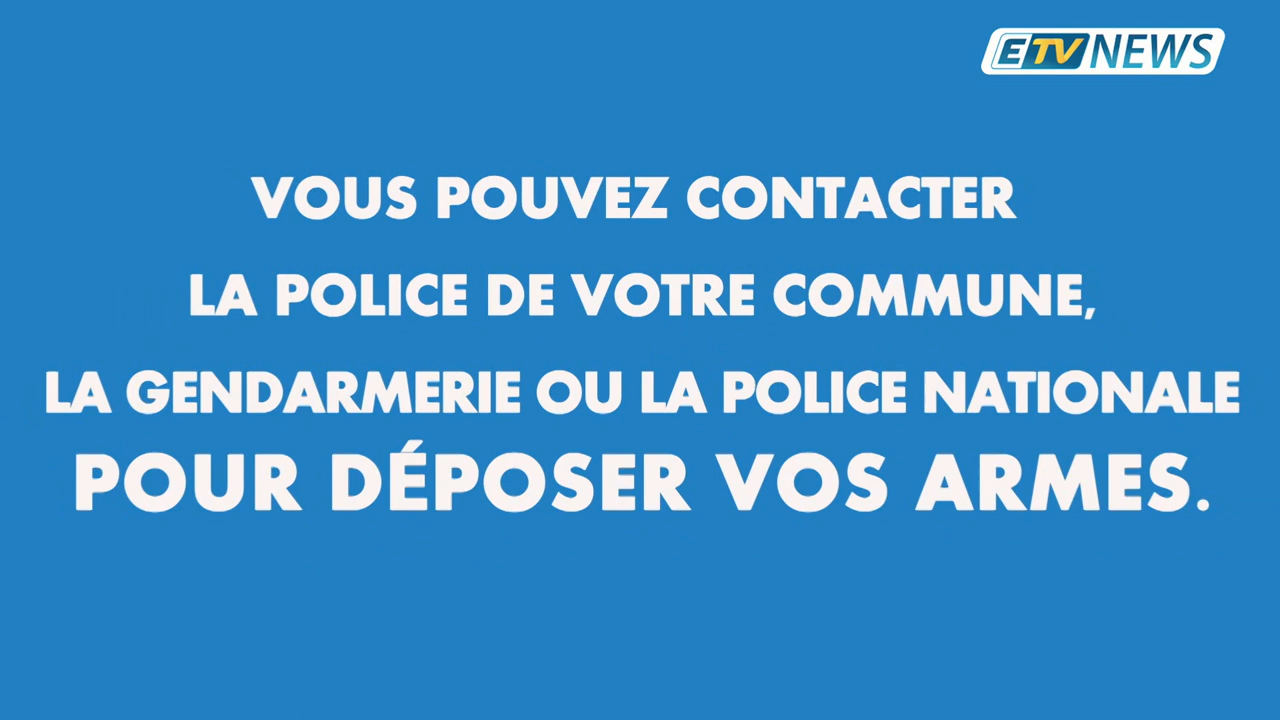 ETV NEWS
VOUS POUVEZ CONTACTER
LA POLICE DE VOTRE COMMUNE,
LA GENDARMERIE OU LA POLICE NATIONALE
POUR DÉPOSER VOS ARMES.